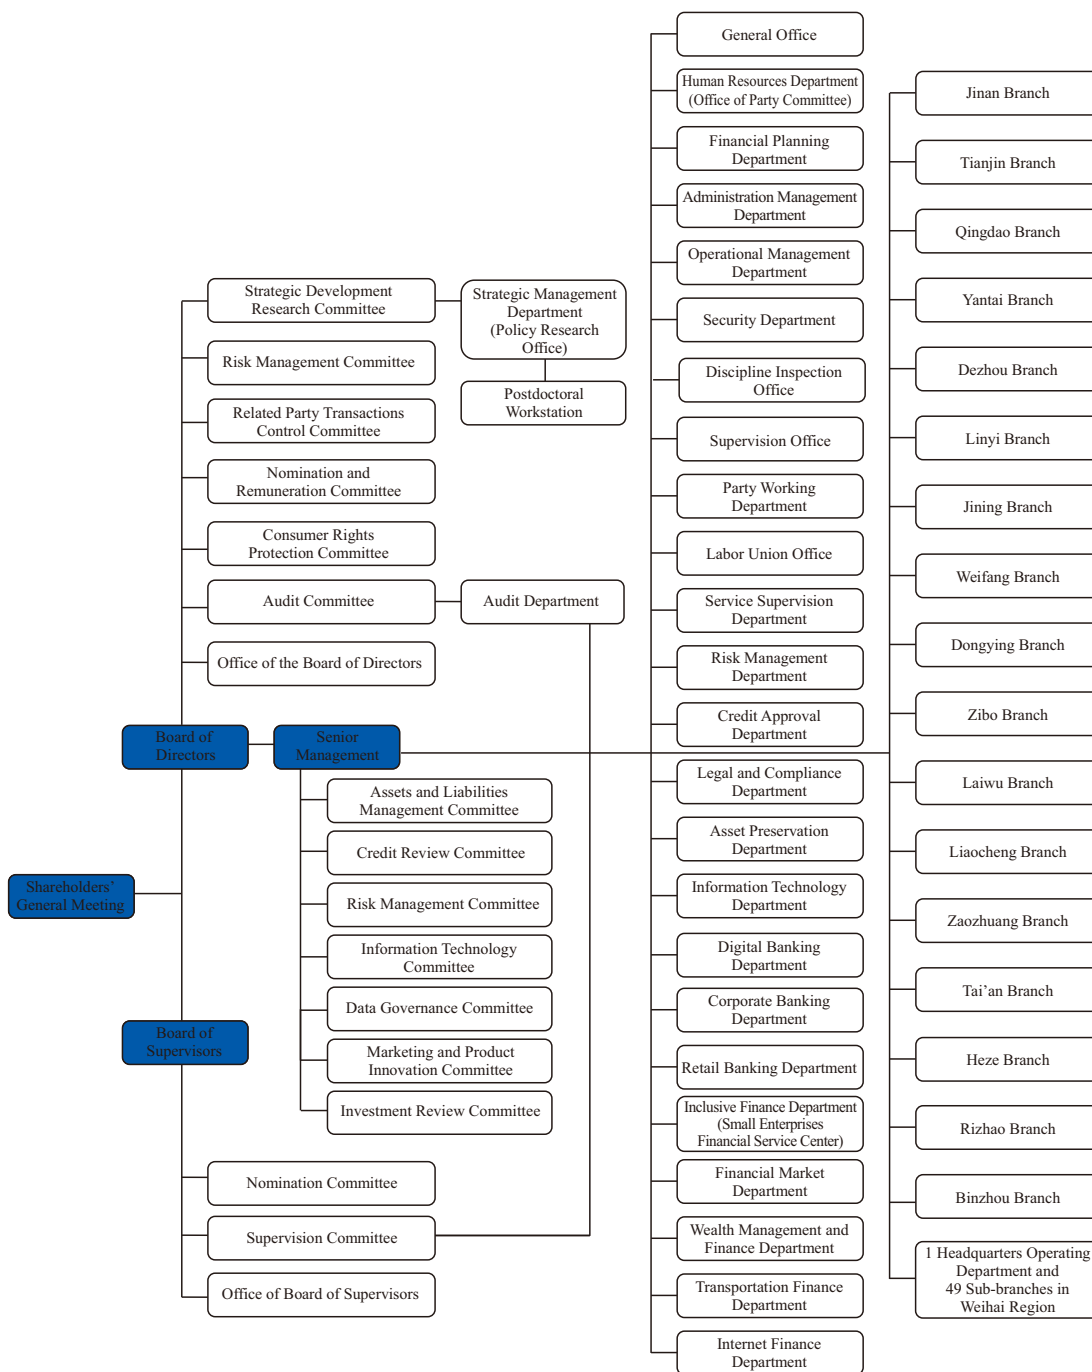 Shareholders’
General Meeting
Board of
Directors
Board of
Supervisors
Strategic Development
Research Committee
Risk Management Committee
Related Party Transactions
Control Committee
Nomination and
Remuneration Committee
Consumer Rights
Protection Committee
Audit Committee
Office of the Board of Directors
Strategic Management
Department
(Policy Research
Office)
Postdoctoral
Workstation
Audit Department
Senior
Management
Assets and Liabilities
Management Committee
Credit Review Committee
Risk Management Committee
Information Technology
Committee
Data Governance Committee
Marketing and Product
Innovation Committee
Investment Review Committee
Nomination Committee
Supervision Committee
Office of Board of Supervisors
General Office
Human Resources Department
(Office of Party Committee)
Financial Planning
Department
Administration Management
Department
Operational Management
Department
Security Department
Discipline Inspection
Office
Supervision Office
Party Working
Department
Labor Union Office
Service Supervision
Department
Risk Management
Department
Credit Approval
Department
Legal and Compliance
Department
Asset Preservation
Department
Information Technology
Department
Digital Banking
Department
Corporate Banking
Department
Retail Banking Department
Inclusive Finance Department
(Small Enterprises
Financial Service Center)
Financial Market
Department
Wealth Management and
Finance Department
Transportation Finance
Department
Internet Finance
Department
Jinan Branch
Tianjin Branch
Qingdao Branch
Yantai Branch
Dezhou Branch
Linyi Branch
Jining Branch
Weifang Branch
Dongying Branch
Zibo Branch
Laiwu Branch
Liaocheng Branch
Zaozhuang Branch
Tai’an Branch
Heze Branch
Rizhao Branch
Binzhou Branch
1 Headquarters Operating
Department and
49 Sub-branches in
Weihai Region